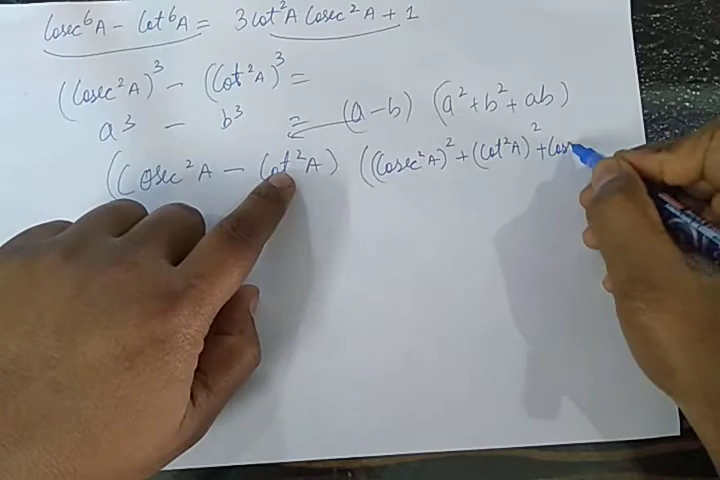 Cosec⁶A - Cot⁶A = 3Cot²A Cosec²A + 1
(Cosec²A)³ - (Cot²A)³ =
a³ - b³ = (a-b) (a² + b² + ab)
(Cosec²A - Cot²A) ((Cosec²A)² + (Cot²A)² + Cos